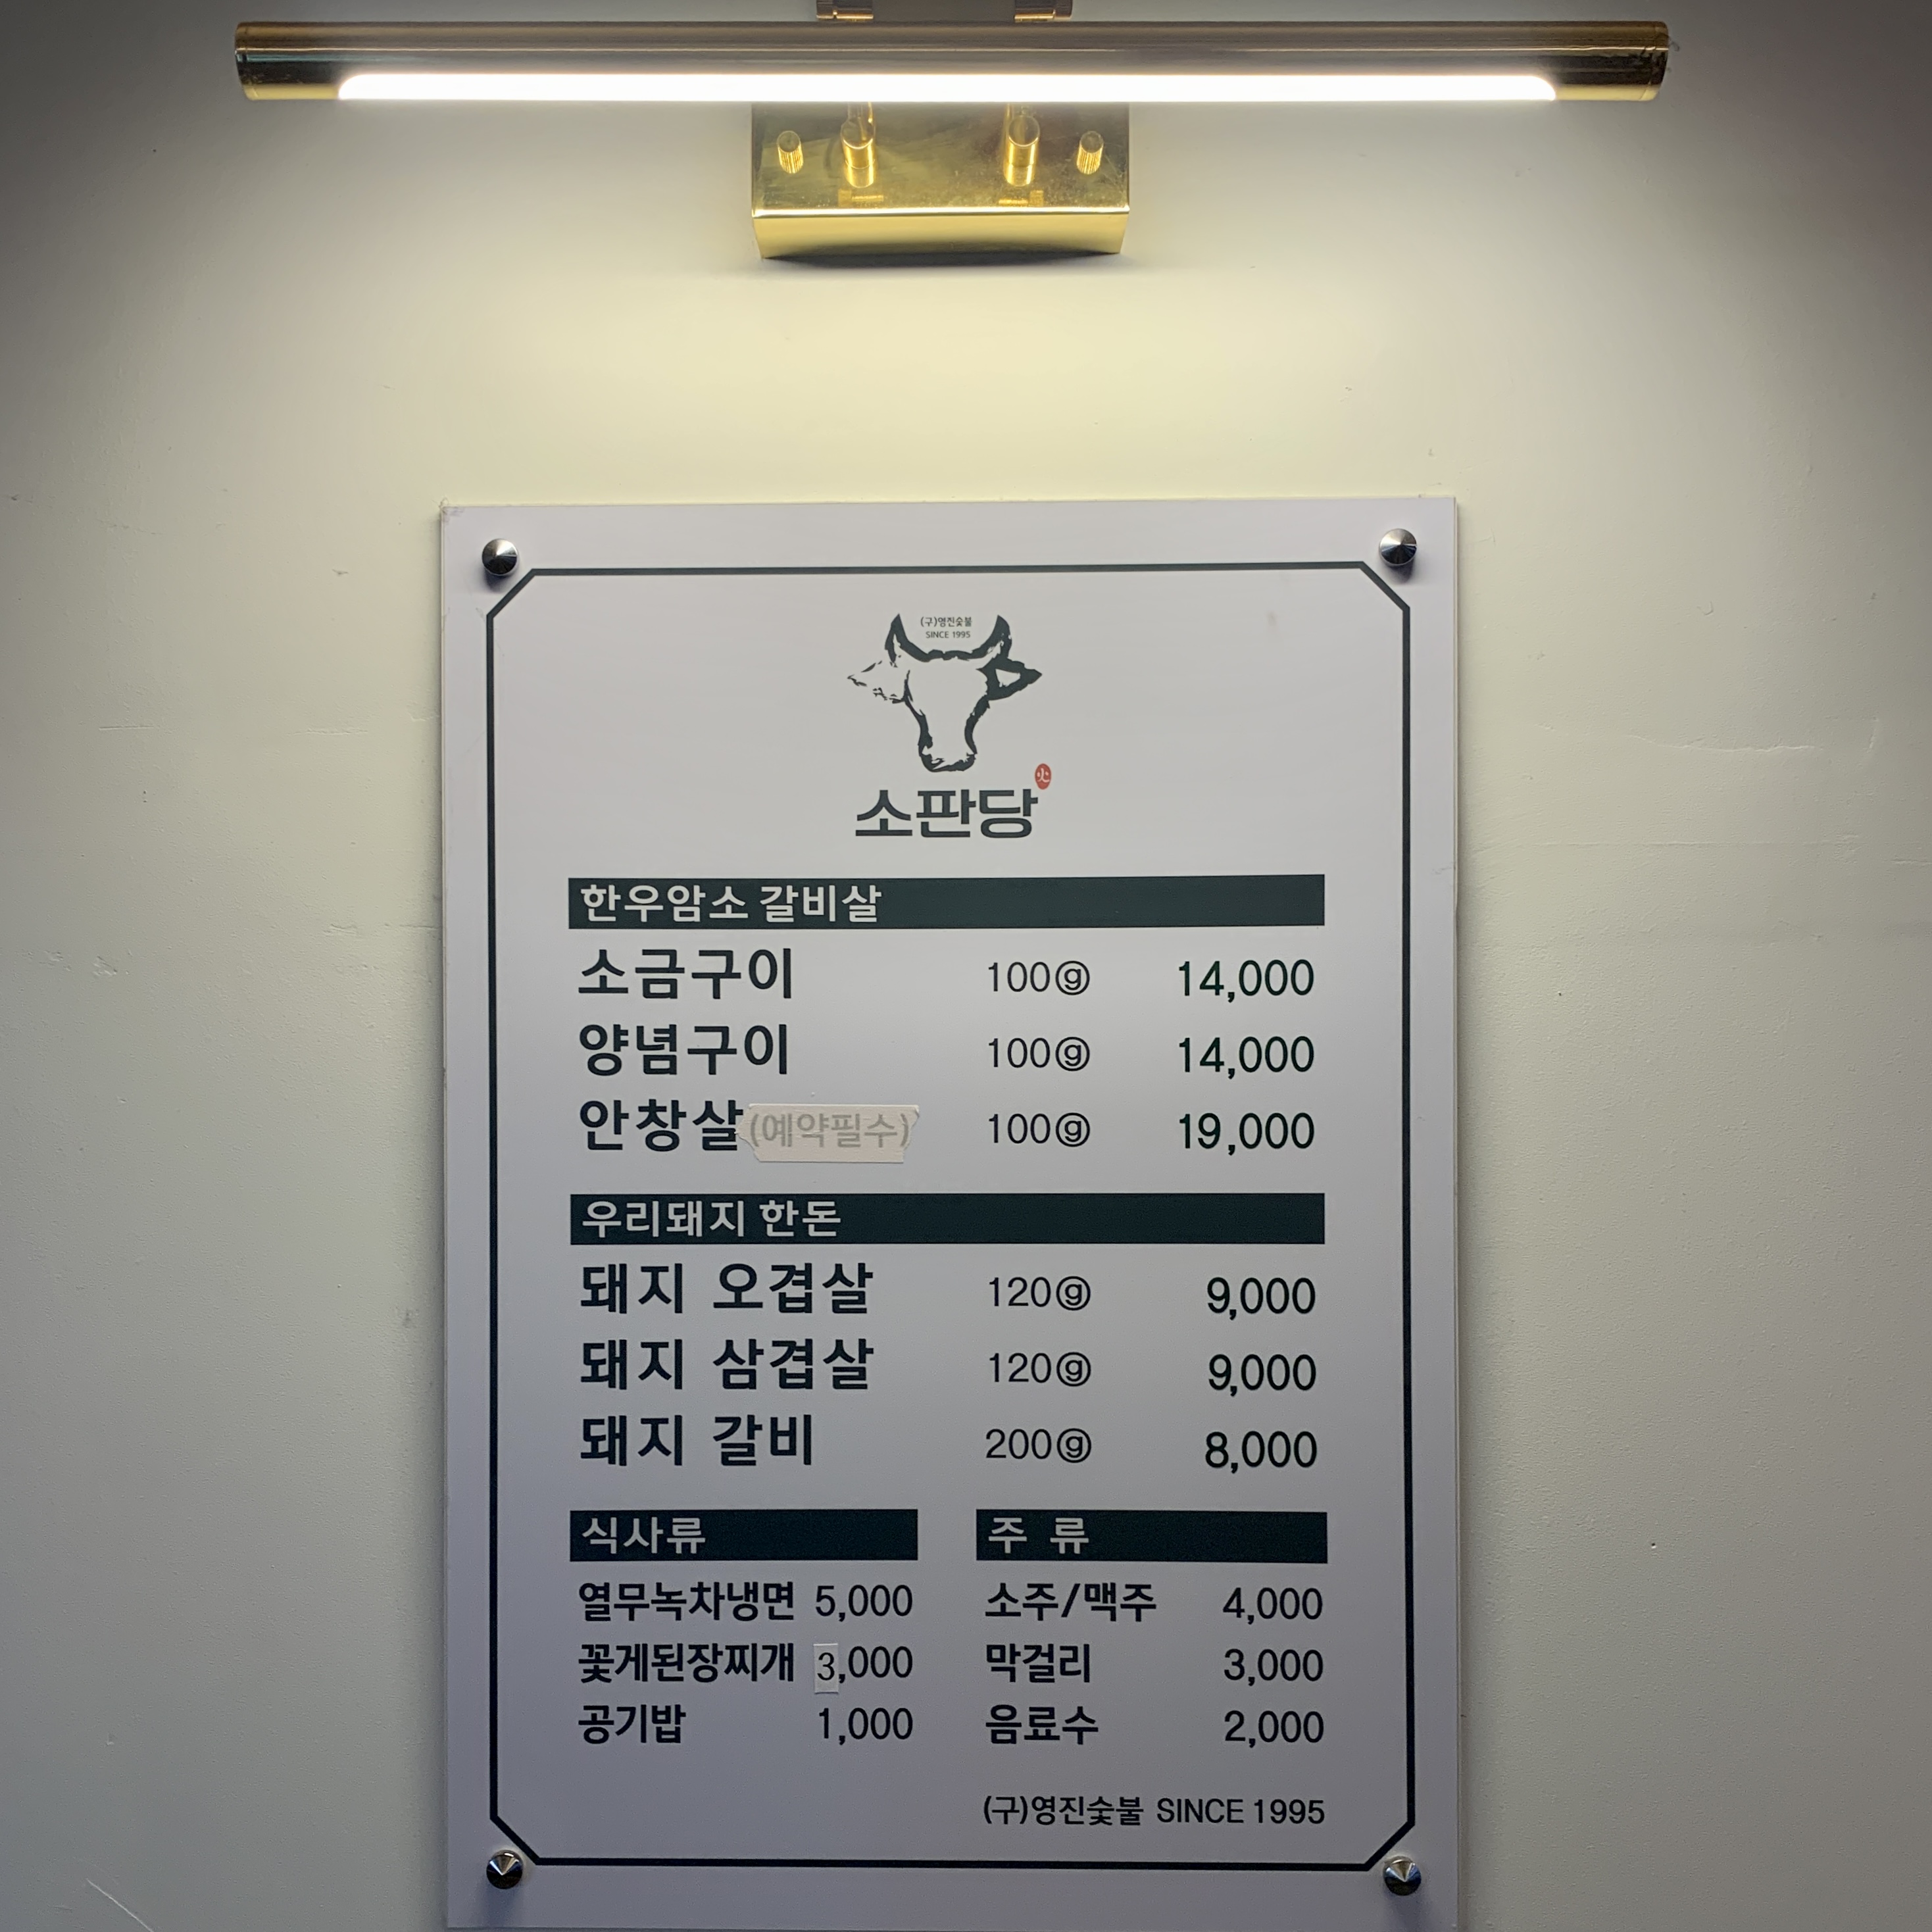 (구)영진숯불
SINCE 1995
火
소판당
한우암소 갈비살
소금구이 100ⓖ 14,000
양념구이 100ⓖ 14,000
안창살(예약필수) 100ⓖ 19,000
우리돼지 한돈
돼지 오겹살 120ⓖ 9,000
돼지 삼겹살 120ⓖ 9,000
돼지 갈비 200ⓖ 8,000
식사류
열무녹차냉면 5,000
꽃게된장찌개 3,000
공기밥 1,000
주 류
소주/맥주 4,000
막걸리 3,000
음료수 2,000
(구)영진숯불 SINCE 1995